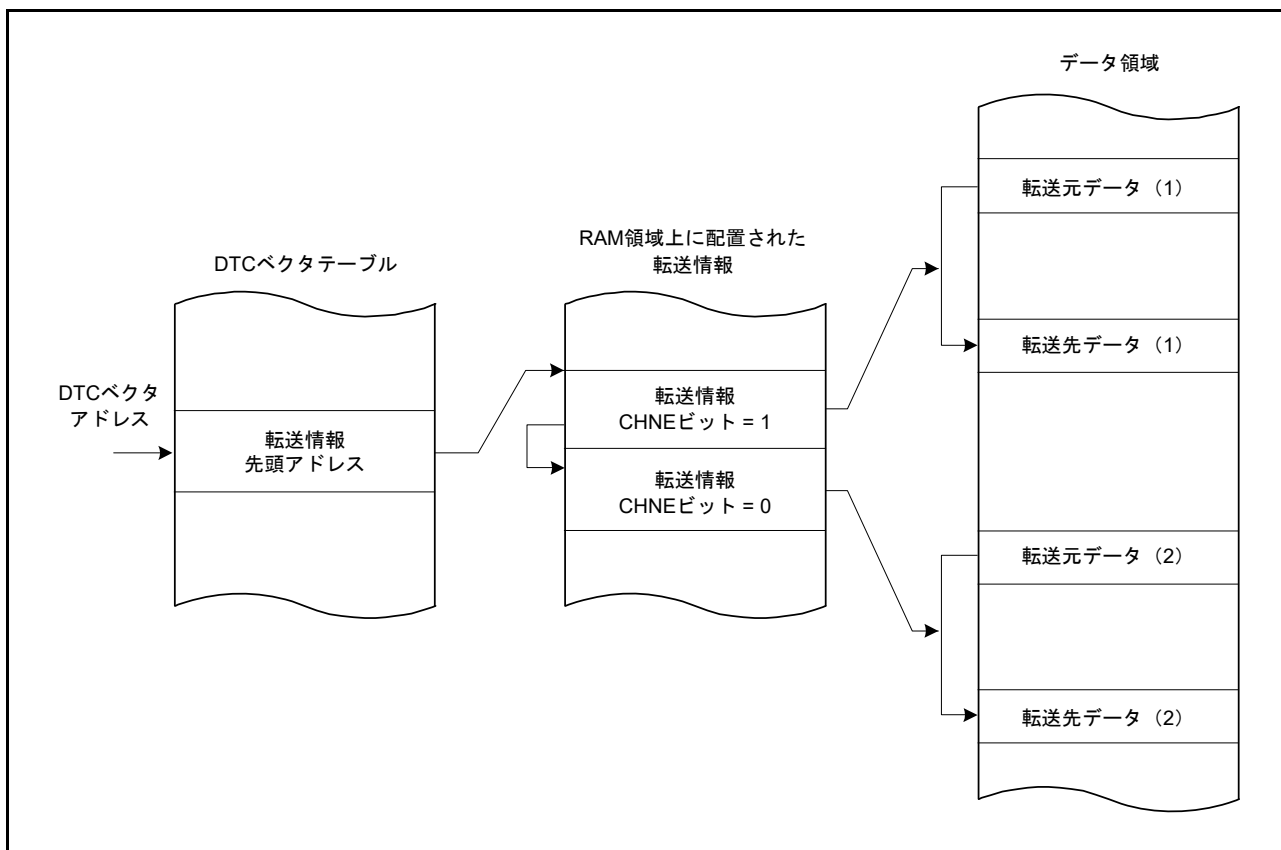 データ領域
転送元データ（1）
RAM領域上に配置された
転送情報
DTCベクタテーブル
転送先データ（1）
DTCベクタ
アドレス
転送情報
先頭アドレス
転送情報
CHNEビット = 1
転送情報
CHNEビット = 0
転送元データ（2）
転送先データ（2）